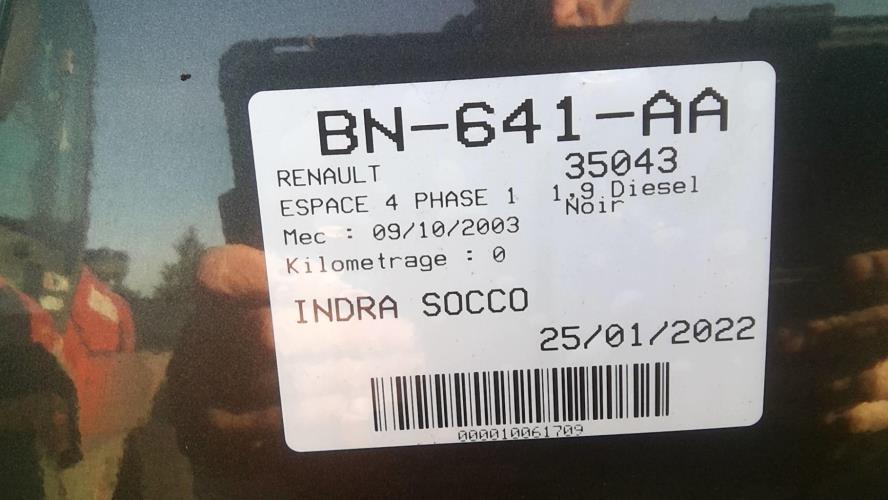 BN-641-AA
RENAULT 35043
ESPACE 4 PHASE 1 1,9 Diesel
Noir
Mec : 09/10/2003
Kilometrage : 0
INDRA SOCCO
25/01/2022
000010061709